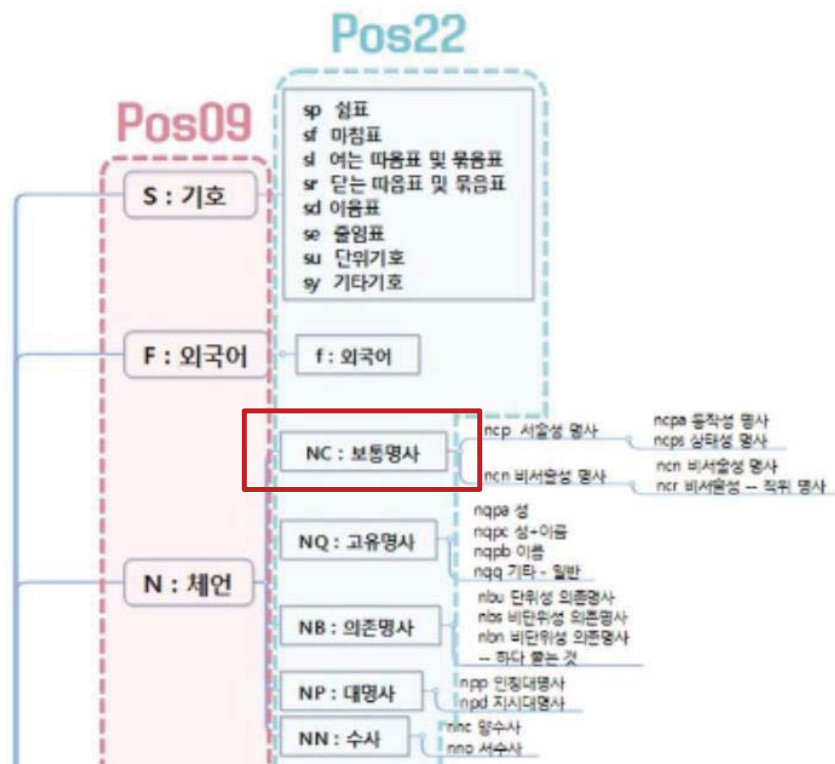 Pos22
Pos09
sp 쉼표
sf 마침표
sl 여는 따옴표 및 묶음표
sr 닫는 따옴표 및 묶음표
sd 이음표
se 줄임표
su 단위기호
sy 기타기호
S : 기호
F : 외국어
f : 외국어
NC : 보통명사
ncp 서술성 명사
ncpa 동작성 명사
ncps 상태성 명사
ncn 비서술성 명사
ncn 비서술성 명사
ncr 비서술성 -- 직위 명사
N : 체언
NQ : 고유명사
nqpa 성
nqpc 성+이름
nqpb 이름
nqq 기타 - 일반
NB : 의존명사
nbu 단위성 의존명사
nbs 비단위성 의존명사
nbn 비단위성 의존명사
-- 하다 붙는 것
NP : 대명사
npp 인칭대명사
npd 지시대명사
NN : 수사
nnc 양수사
nno 서수사